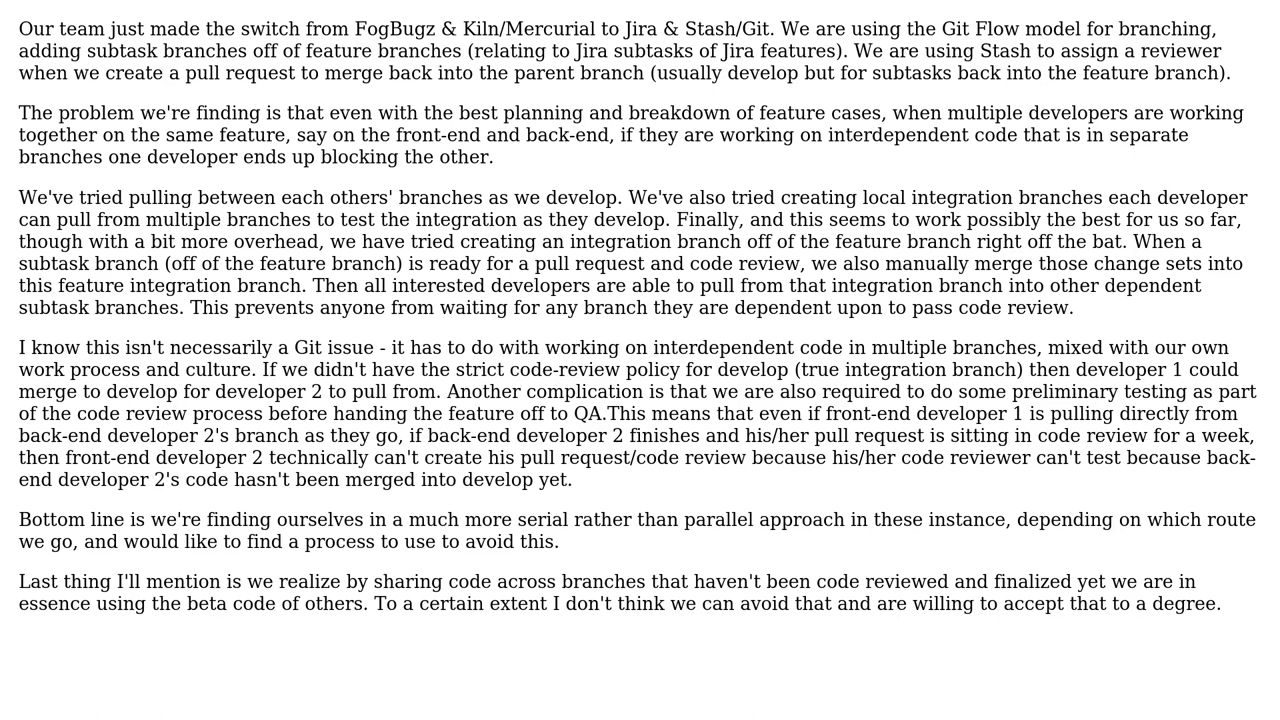 Our team just made the switch from FogBugz & Kiln/Mercurial to Jira & Stash/Git. We are using the Git Flow model for branching,
adding subtask branches off of feature branches (relating to Jira subtasks of Jira features). We are using Stash to assign a reviewer
when we create a pull request to merge back into the parent branch (usually develop but for subtasks back into the feature branch).
The problem we're finding is that even with the best planning and breakdown of feature cases, when multiple developers are working
together on the same feature, say on the front-end and back-end, if they are working on interdependent code that is in separate
branches one developer ends up blocking the other.
We've tried pulling between each others' branches as we develop. We've also tried creating local integration branches each developer
can pull from multiple branches to test the integration as they develop. Finally, and this seems to work possibly the best for us so far,
though with a bit more overhead, we have tried creating an integration branch off of the feature branch right off the bat. When a
subtask branch (off of the feature branch) is ready for a pull request and code review, we also manually merge those change sets into
this feature integration branch. Then all interested developers are able to pull from that integration branch into other dependent
subtask branches. This prevents anyone from waiting for any branch they are dependent upon to pass code review.
I know this isn't necessarily a Git issue - it has to do with working on interdependent code in multiple branches, mixed with our own
work process and culture. If we didn't have the strict code-review policy for develop (true integration branch) then developer 1 could
merge to develop for developer 2 to pull from. Another complication is that we are also required to do some preliminary testing as part
of the code review process before handing the feature off to QA.This means that even if front-end developer 1 is pulling directly from
back-end developer 2's branch as they go, if back-end developer 2 finishes and his/her pull request is sitting in code review for a week,
then front-end developer 2 technically can't create his pull request/code review because his/her code reviewer can't test because back-
end developer 2's code hasn't been merged into develop yet.
Bottom line is we're finding ourselves in a much more serial rather than parallel approach in these instance, depending on which route
we go, and would like to find a process to use to avoid this.
Last thing I'll mention is we realize by sharing code across branches that haven't been code reviewed and finalized yet we are in
essence using the beta code of others. To a certain extent I don't think we can avoid that and are willing to accept that to a degree.